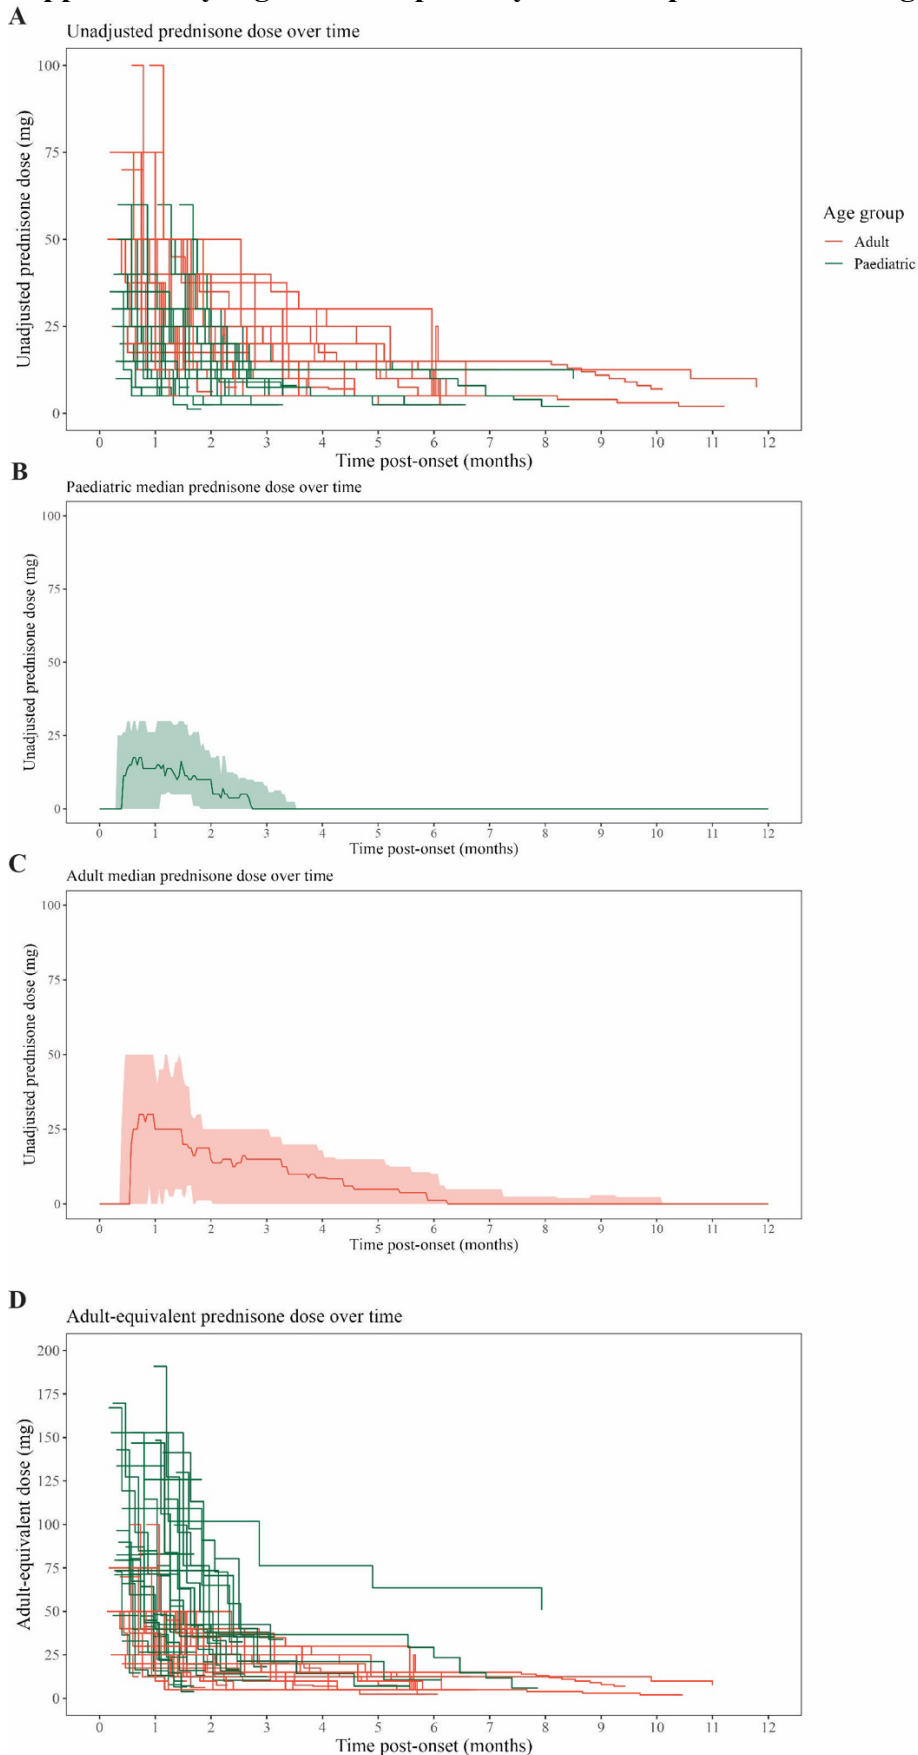 A
Unadjusted prednisone dose over time
100
75
50
25
0
Unadjusted prednisone dose (mg)
0 1 2 3 4 5 6 7 8 9 10 11 12
Time post-onset (months)
Age group
Adult
Paediatric
B
Paediatric median prednisone dose over time
100
75
50
25
0
Unadjusted prednisone dose (mg)
0 1 2 3 4 5 6 7 8 9 10 11 12
Time post-onset (months)
C
Adult median prednisone dose over time
100
75
50
25
0
Unadjusted prednisone dose (mg)
0 1 2 3 4 5 6 7 8 9 10 11 12
Time post-onset (months)
D
Adult-equivalent prednisone dose over time
200
175
150
125
100
75
50
25
0
Adult-equivalent dose (mg)
0 1 2 3 4 5 6 7 8 9 10 11 12
Time post-onset (months)